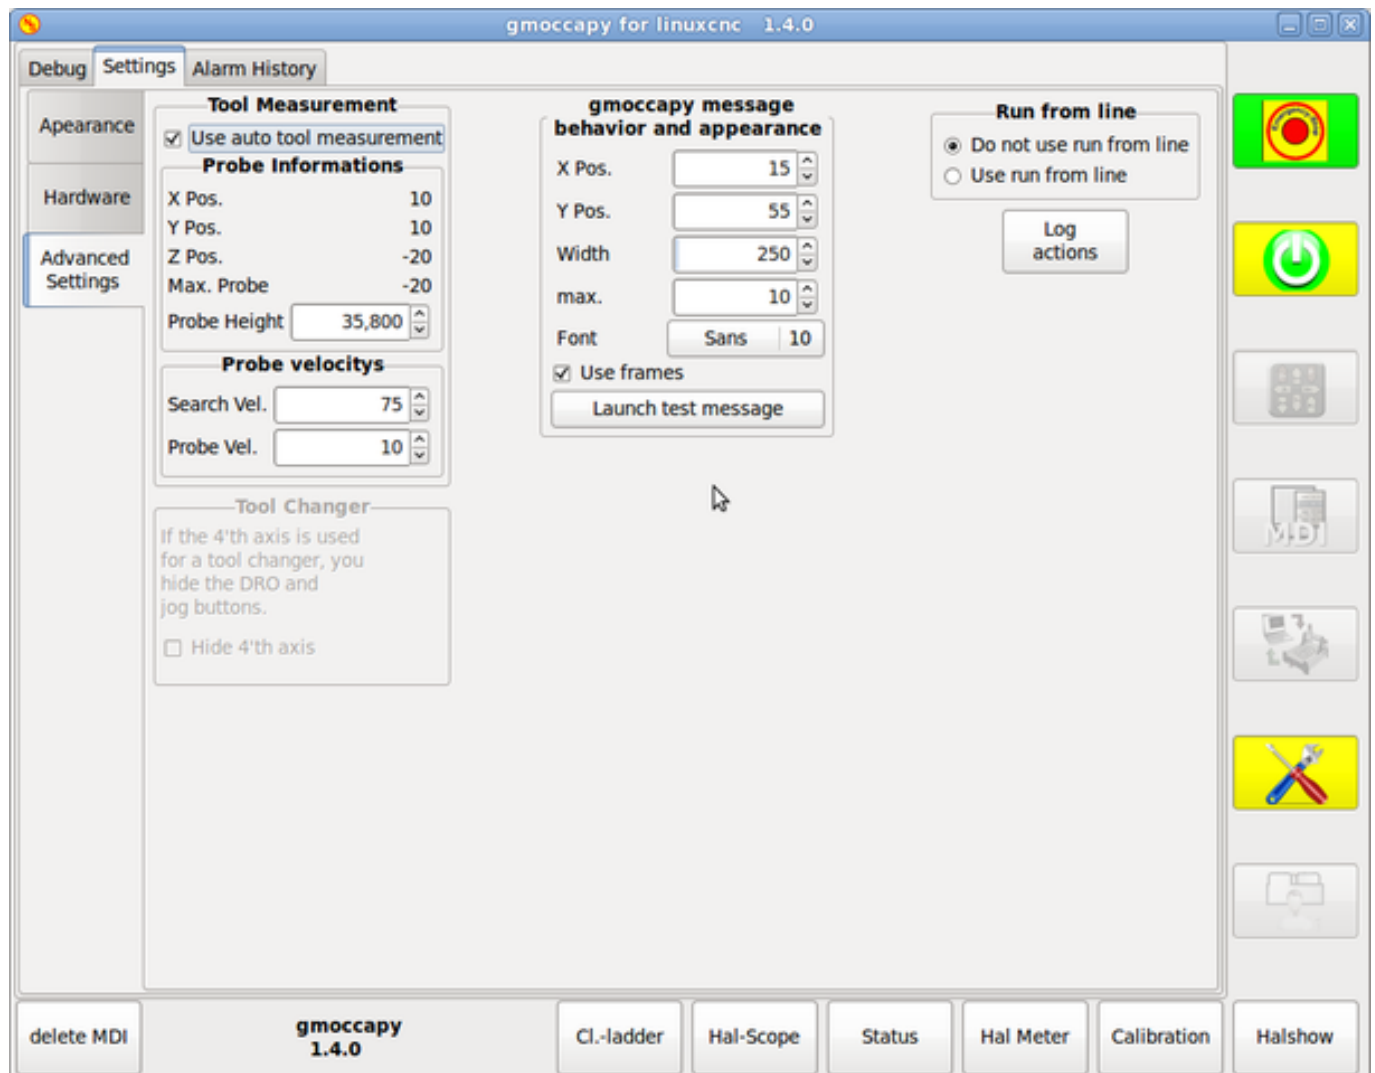 gmoccapy for linuxcnc 1.4.0
Debug
Settings
Alarm History
Apearance
Hardware
Advanced
Settings
Tool Measurement
Use auto tool measurement
Probe Informations
X Pos. 10
Y Pos. 10
Z Pos. -20
Max. Probe -20
Probe Height 35,800
Probe velocitys
Search Vel. 75
Probe Vel. 10
Tool Changer
If the 4'th axis is used
for a tool changer, you
hide the DRO and
jog buttons.
Hide 4'th axis
gmoccapy message
behavior and appearance
X Pos. 15
Y Pos. 55
Width 250
max. 10
Font Sans 10
Use frames
Launch test message
Run from line
Do not use run from line
Use run from line
Log
actions
MDI
delete MDI
gmoccapy
1.4.0
Cl.-ladder
Hal-Scope
Status
Hal Meter
Calibration
Halshow